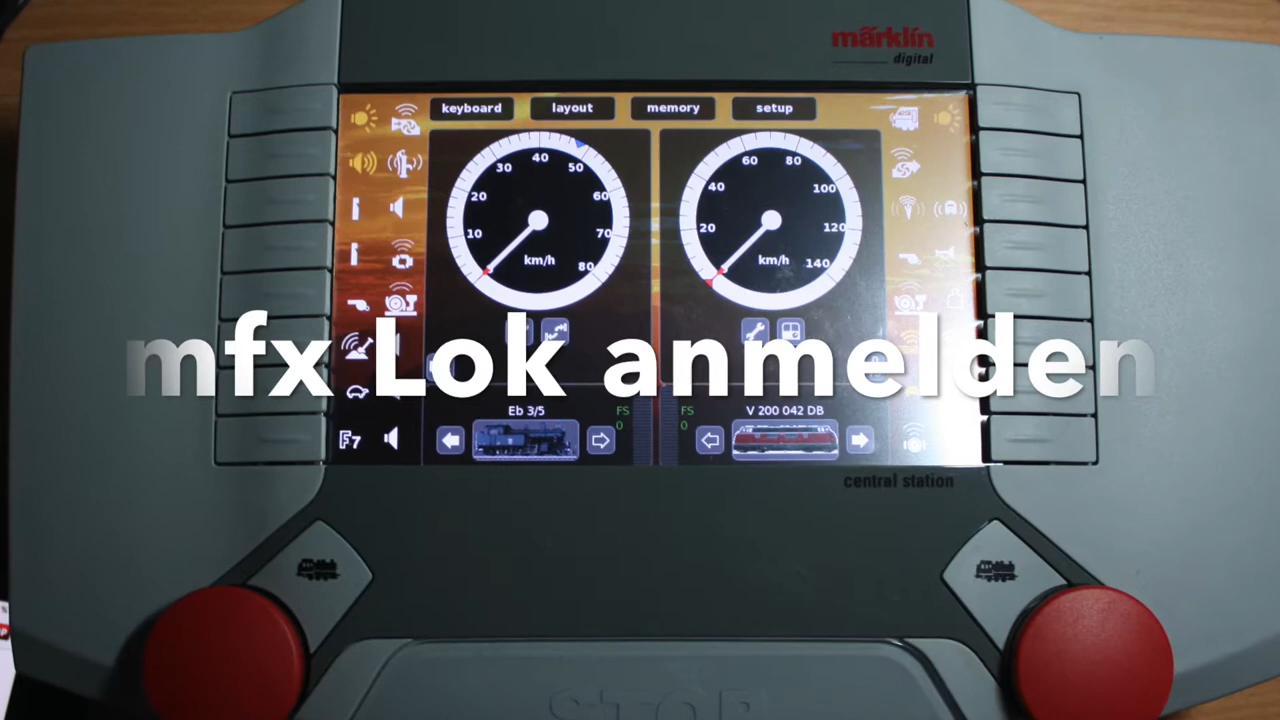 märklin
digital
keyboard layout memory setup
10 20 30 40 50 60 70 80
km/h
20 40 60 80 100 120 140
km/h
mfx Lok anmelden
Eb 3/5
FS
0
FS
0
V 200 042 DB
F7
central station
STOP